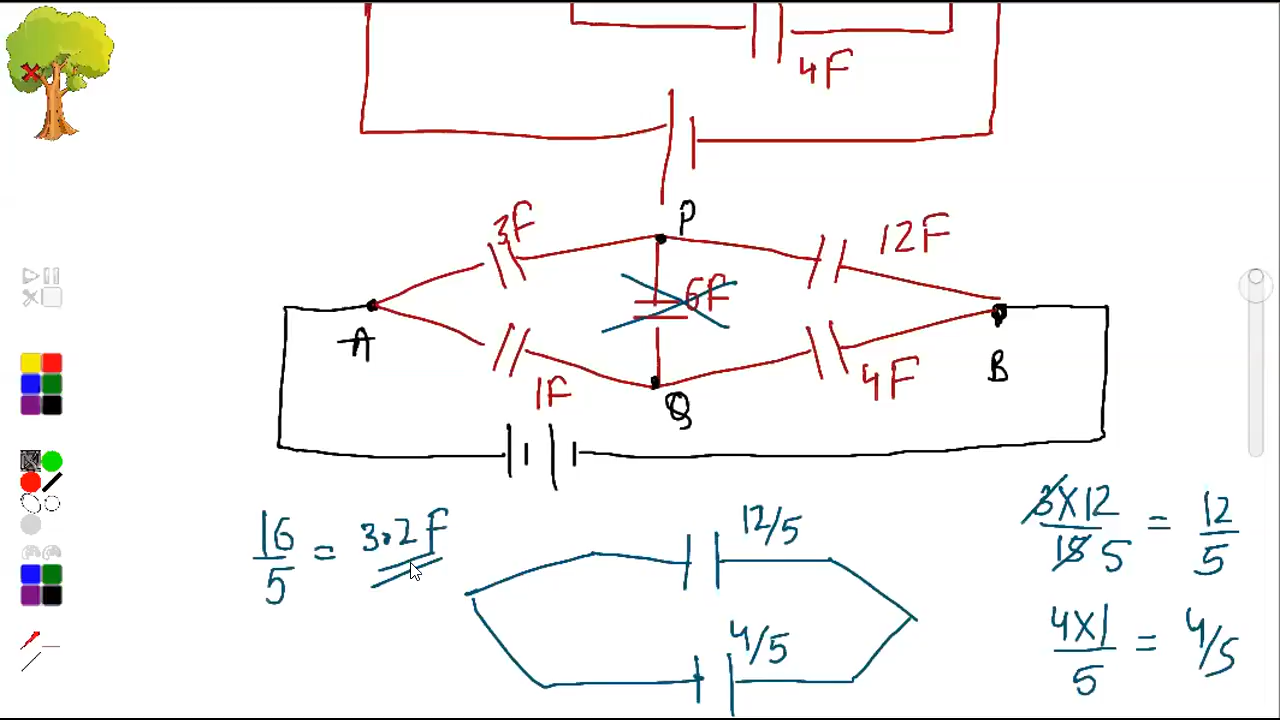 4F
P
3F
12F
6F
A
B
1F
4F
Q
3X12
15 5
= 12
5
16
5
= 3.2F
12/5
4/5
4X1
5
= 4/5